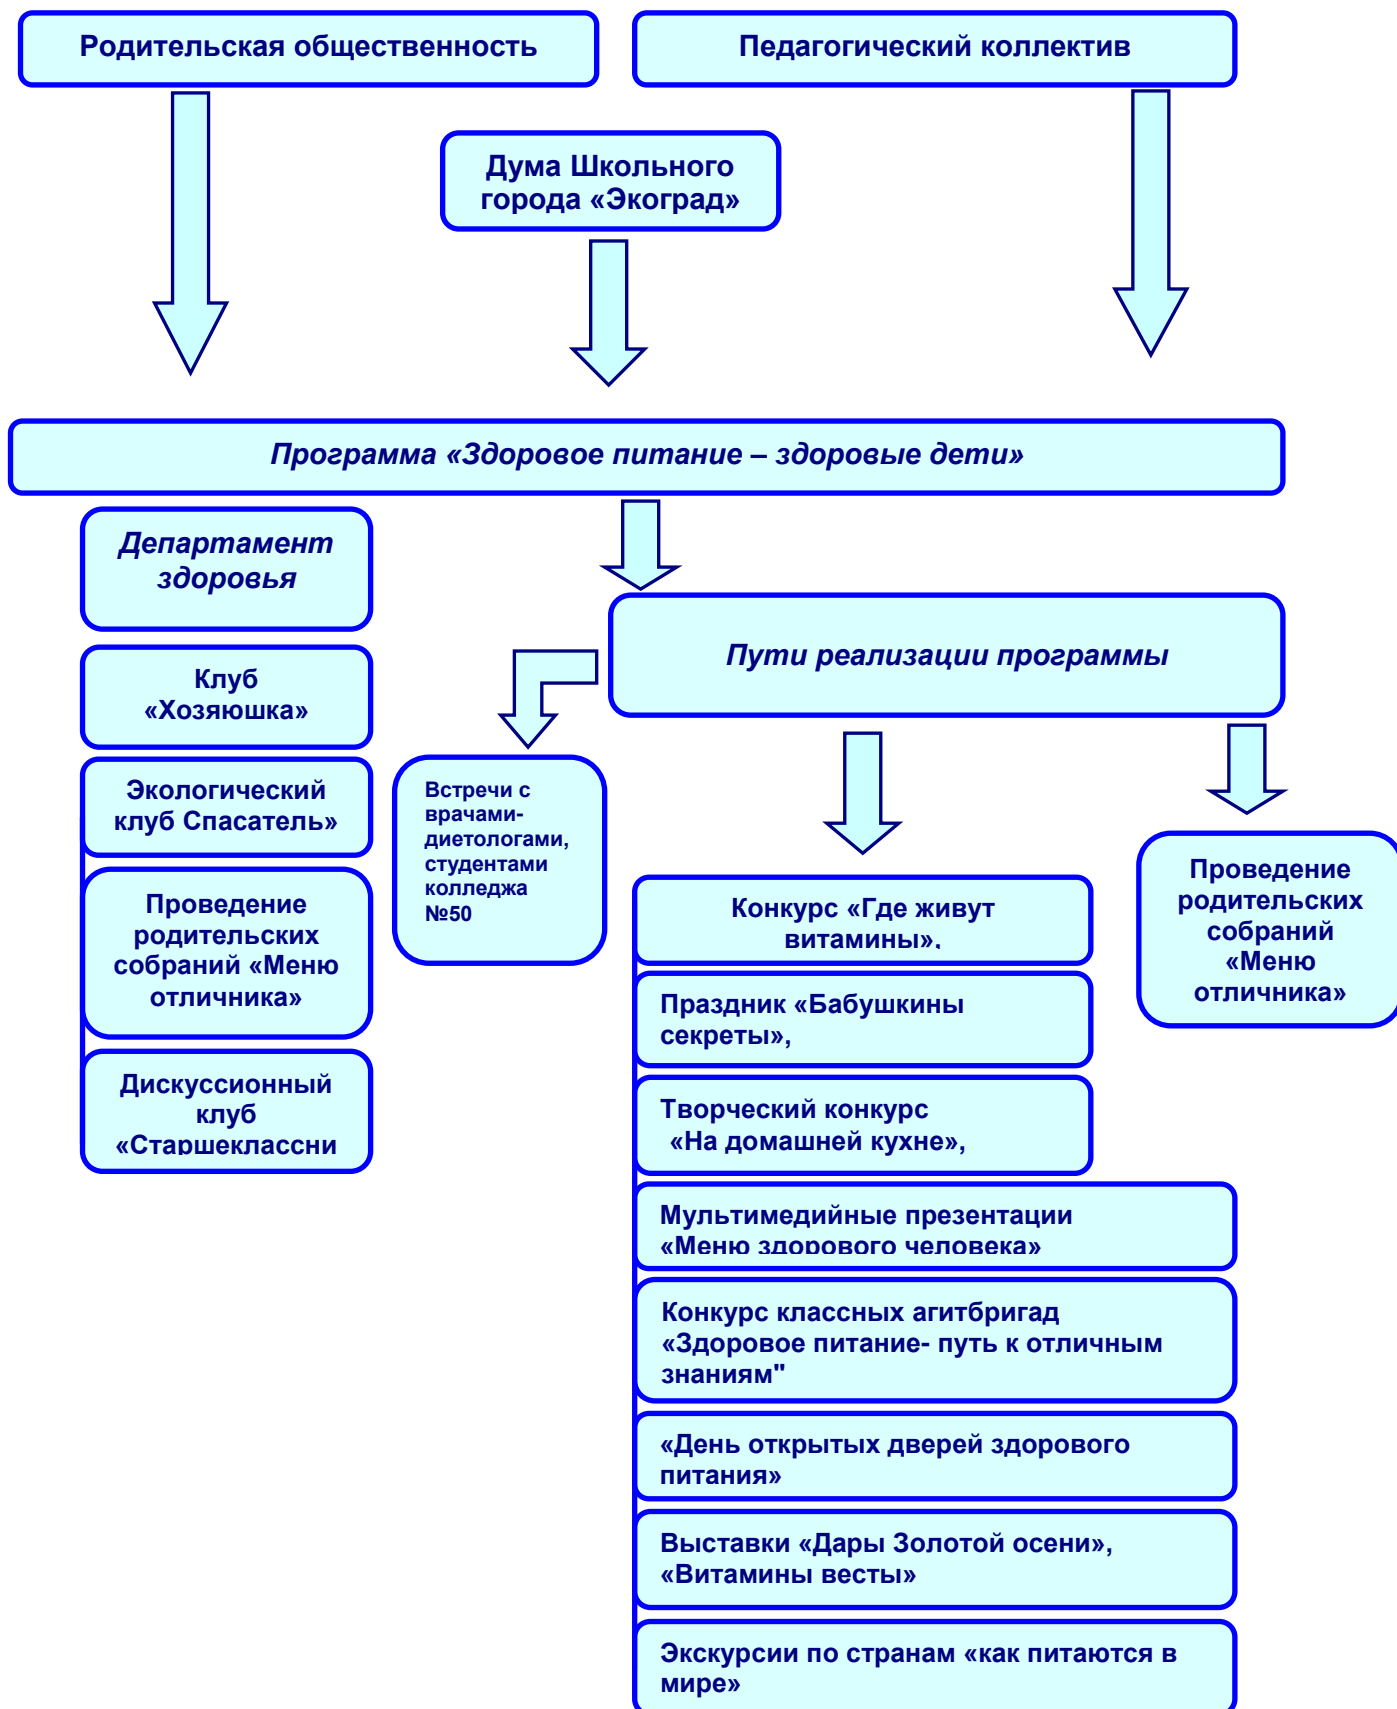 Родительская общественность
Педагогический коллектив
Дума Школьного
города «Экоград»
Программа «Здоровое питание – здоровые дети»
Департамент
здоровья
Пути реализации программы
Клуб
«Хозяюшка»
Экологический
клуб Спасатель»
Проведение
родительских
собраний «Меню
отличника»
Дискуссионный
клуб
«Старшеклассни
Встречи с
врачами-
диетологами,
студентами
колледжа
№50
Конкурс «Где живут
витамины».
Праздник «Бабушкины
секреты»,
Творческий конкурс
«На домашней кухне»,
Мультимедийные презентации
«Меню здорового человека»
Конкурс классных агитбригад
«Здоровое питание- путь к отличным
знаниям"
«День открытых дверей здорового
питания»
Выставки «Дары Золотой осени»,
«Витамины весты»
Экскурсии по странам «как питаются в
мире»
Проведение
родительских
собраний
«Меню
отличника»